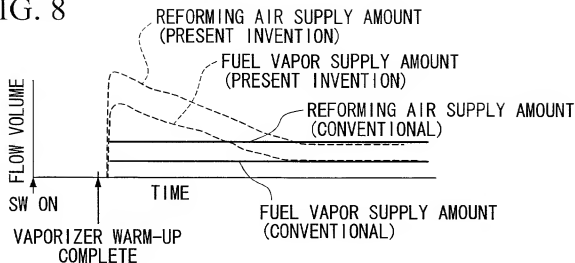 IG. 8
REFORMING AIR SUPPLY AMOUNT
(PRESENT INVENTION)
FUEL VAPOR SUPPLY AMOUNT
(PRESENT INVENTION)
REFORMING AIR SUPPLY AMOUNT
(CONVENTIONAL)
FLOW VOLUME
TIME
SW ON
FUEL VAPOR SUPPLY AMOUNT
(CONVENTIONAL)
VAPORIZER WARM-UP
COMPLETE